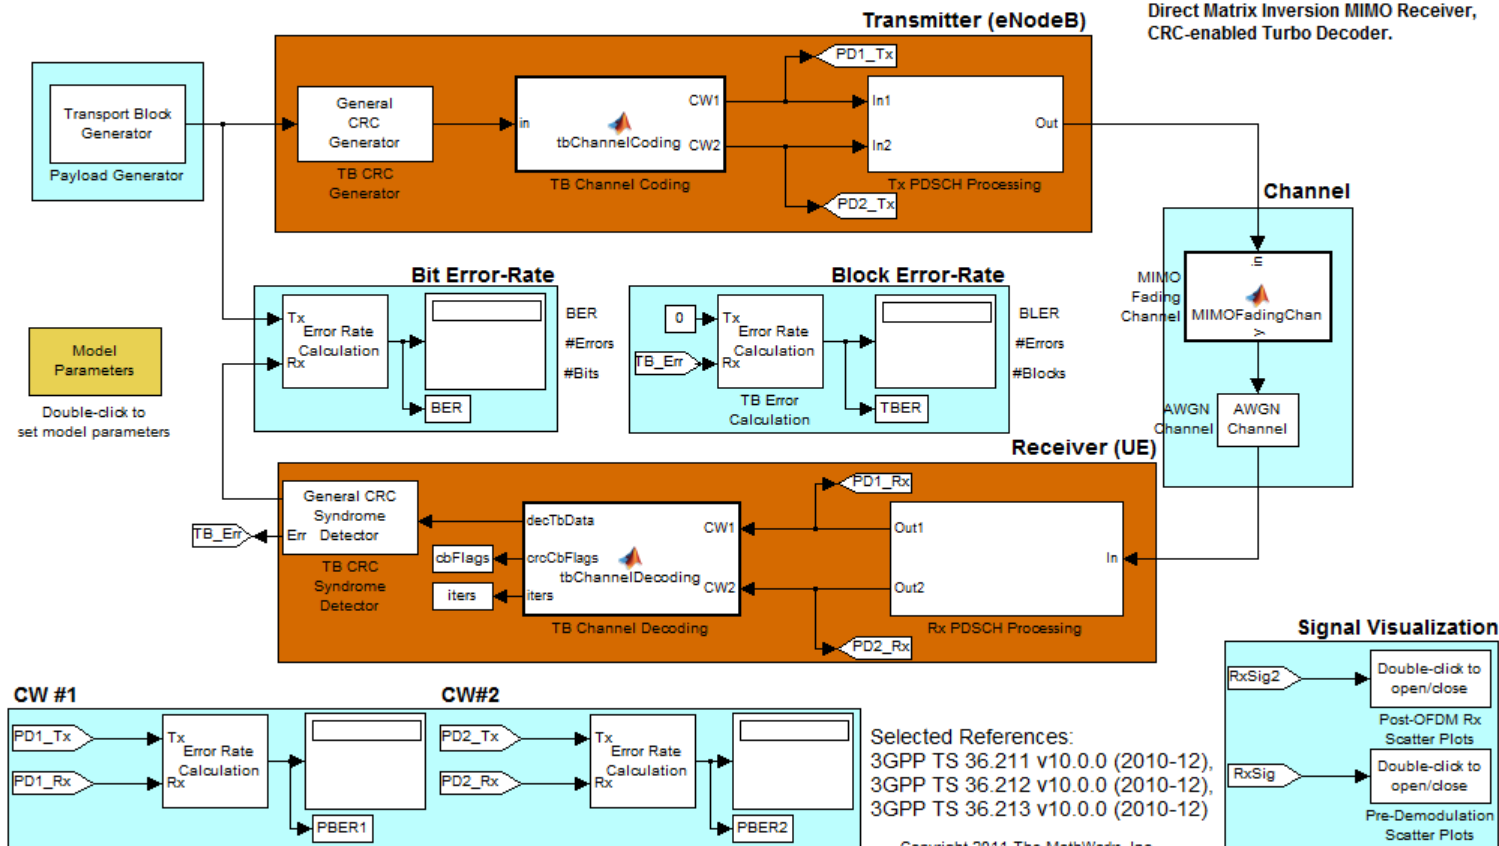 Direct Matrix Inversion MIMO Receiver,
CRC-enabled Turbo Decoder.
Transmitter (eNodeB)
Transport Block
Generator
Payload Generator
General
CRC
Generator
TB CRC
Generator
in
tbChannelCoding
CW1
CW2
TB Channel Coding
PD1_Tx
PD2_Tx
In1
In2
Out
Tx PDSCH Processing
Channel
in
MIMO
Fading
Channel
MIMOFadingChan
y
AWGN
Channel
AWGN
Channel
Bit Error-Rate
Tx
Rx
Error Rate
Calculation
BER
BER
#Errors
#Bits
Block Error-Rate
0
TB_Err
Tx
Rx
Error Rate
Calculation
TB Error
Calculation
TBER
BLER
#Errors
#Blocks
Model
Parameters
Double-click to
set model parameters
Receiver (UE)
General CRC
Syndrome
Detector
Err
TB_Err
TB CRC
Syndrome
Detector
cbFlags
iters
decTbData
crcCbFlags
tbChannelDecoding
iters
CW1
CW2
TB Channel Decoding
PD1_Rx
PD2_Rx
Out1
Out2
In
Rx PDSCH Processing
CW #1
PD1_Tx
PD1_Rx
Tx
Rx
Error Rate
Calculation
PBER1
CW#2
PD2_Tx
PD2_Rx
Tx
Rx
Error Rate
Calculation
PBER2
Selected References:
3GPP TS 36.211 v10.0.0 (2010-12),
3GPP TS 36.212 v10.0.0 (2010-12),
3GPP TS 36.213 v10.0.0 (2010-12)
Copyright 2011 The MathWorks, Inc.
Signal Visualization
RxSig2
Double-click to
open/close
Post-OFDM Rx
Scatter Plots
RxSig
Double-click to
open/close
Pre-Demodulation
Scatter Plots